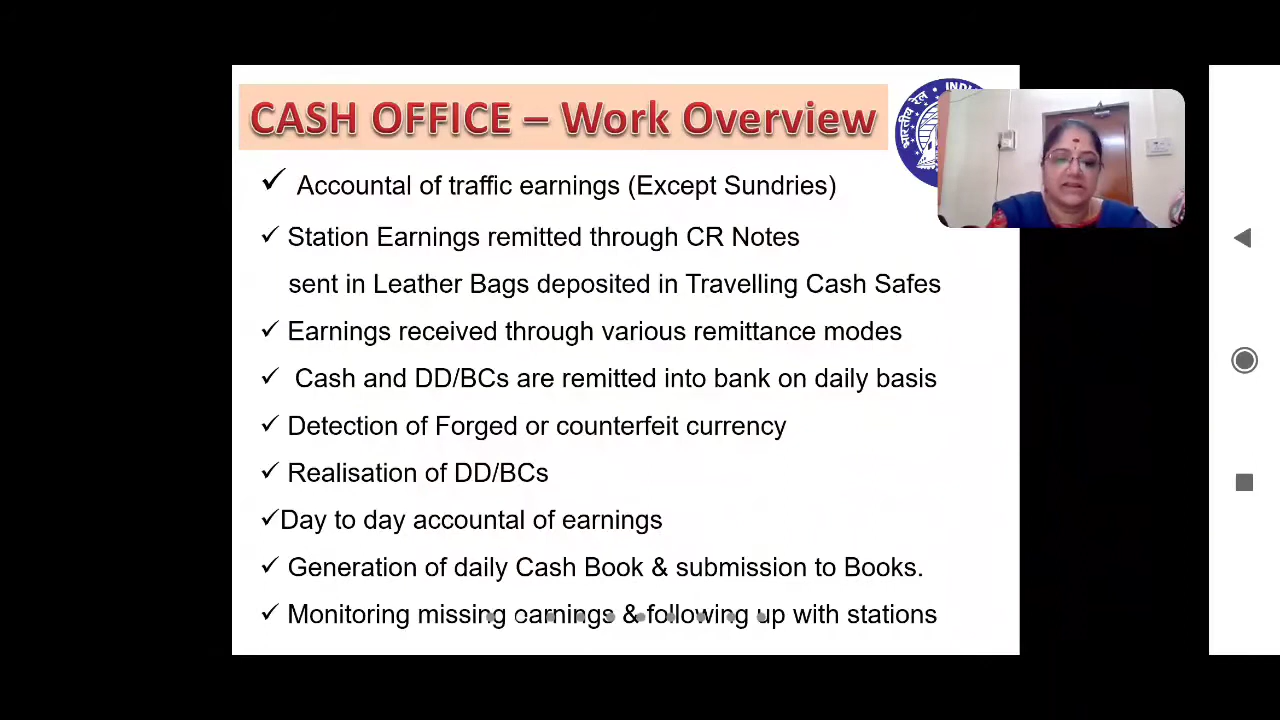 CASH OFFICE – Work Overview
भारतीय रेल
INDI
✓ Accountal of traffic earnings (Except Sundries)
✓ Station Earnings remitted through CR Notes
sent in Leather Bags deposited in Travelling Cash Safes
✓ Earnings received through various remittance modes
✓ Cash and DD/BCs are remitted into bank on daily basis
✓ Detection of Forged or counterfeit currency
✓ Realisation of DD/BCs
✓Day to day accountal of earnings
✓ Generation of daily Cash Book & submission to Books.
✓ Monitoring missing earnings & following up with stations